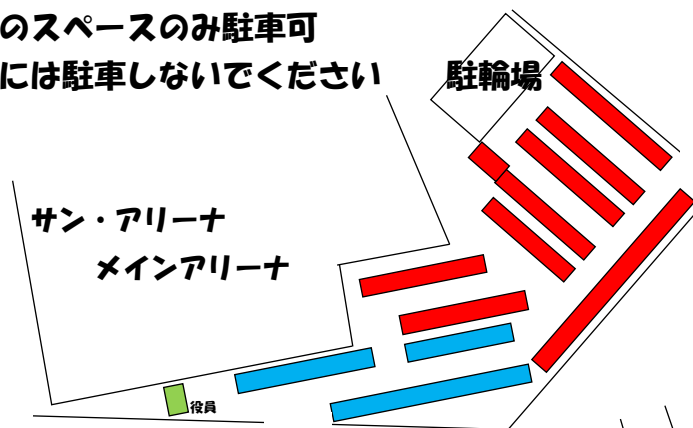 のスペースのみ駐車可
には駐車しないでください
駐輪場
サン・アリーナ
メインアリーナ
役員